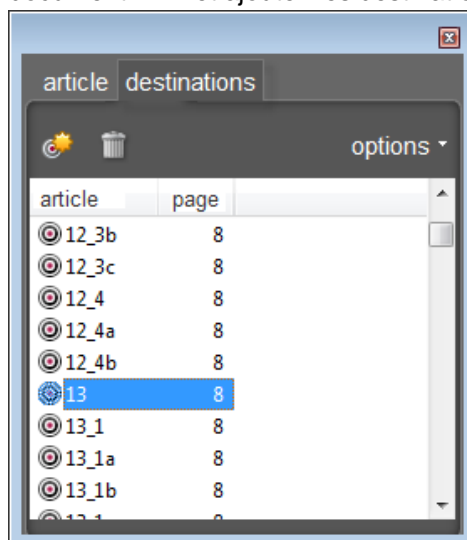 article destinations
options
article page
12_3b 8
12_3c 8
12_4 8
12_4a 8
12_4b 8
13 8
13_1 8
13_1a 8
13_1b 8